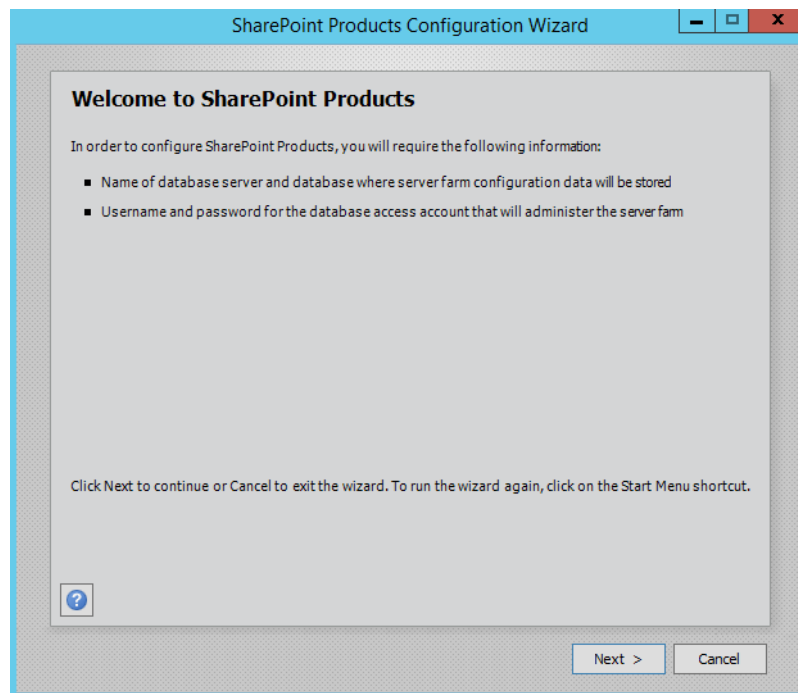 SharePoint Products Configuration Wizard
Welcome to SharePoint Products
In order to configure SharePoint Products, you will require the following information:
Name of database server and database where server farm configuration data will be stored
Username and password for the database access account that will administer the server farm
Click Next to continue or Cancel to exit the wizard. To run the wizard again, click on the Start Menu shortcut.
?
Next >
Cancel